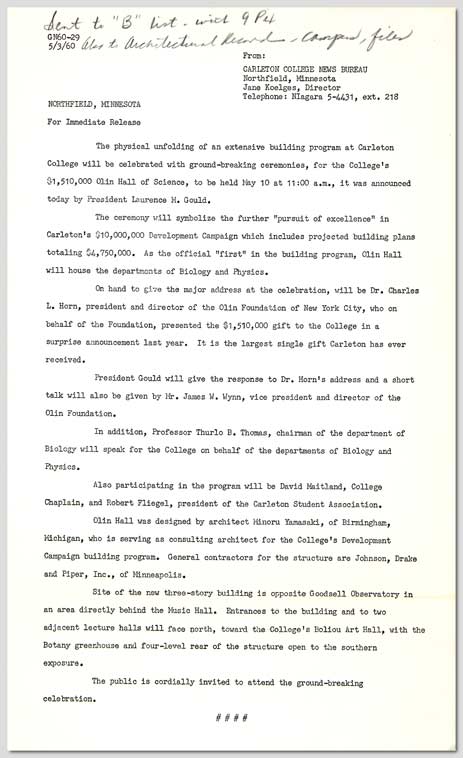 Sent to "B" list - with 9 P4
GN60-29
5/3/60 Also to Architectural Record - campus, files
From:
CARLETON COLLEGE NEWS BUREAU
Northfield, Minnesota
Jane Koelges, Director
Telephone: NIagara 5-4431, ext. 218
NORTHFIELD, MINNESOTA
For Immediate Release
The physical unfolding of an extensive building program at Carleton
College will be celebrated with ground-breaking ceremonies, for the College's
$1,510,000 Olin Hall of Science, to be held May 10 at 11:00 a.m., it was announced
today by President Laurence M. Gould.
The ceremony will symbolize the further "pursuit of excellence" in
Carleton's $10,000,000 Development Campaign which includes projected building plans
totaling $4,750,000. As the official "first" in the building program, Olin Hall
will house the departments of Biology and Physics.
On hand to give the major address at the celebration, will be Dr. Charles
L. Horn, president and director of the Olin Foundation of New York City, who on
behalf of the Foundation, presented the $1,510,000 gift to the College in a
surprise announcement last year. It is the largest single gift Carleton has ever
received.
President Gould will give the response to Dr. Horn's address and a short
talk will also be given by Mr. James W. Wynn, vice president and director of the
Olin Foundation.
In addition, Professor Thurlo B. Thomas, chairman of the department of
Biology will speak for the College on behalf of the departments of Biology and
Physics.
Also participating in the program will be David Maitland, College
Chaplain, and Robert Fliegel, president of the Carleton Student Association.
Olin Hall was designed by architect Minoru Yamasaki, of Birmingham,
Michigan, who is serving as consulting architect for the College's Development
Campaign building program. General contractors for the structure are Johnson, Drake
and Piper, Inc., of Minneapolis.
Site of the new three-story building is opposite Goodsell Observatory in
an area directly behind the Music Hall. Entrances to the building and to two
adjacent lecture halls will face north, toward the College's Boliou Art Hall, with the
Botany greenhouse and four-level rear of the structure open to the southern
exposure.
The public is cordially invited to attend the ground-breaking
celebration.
# # # #